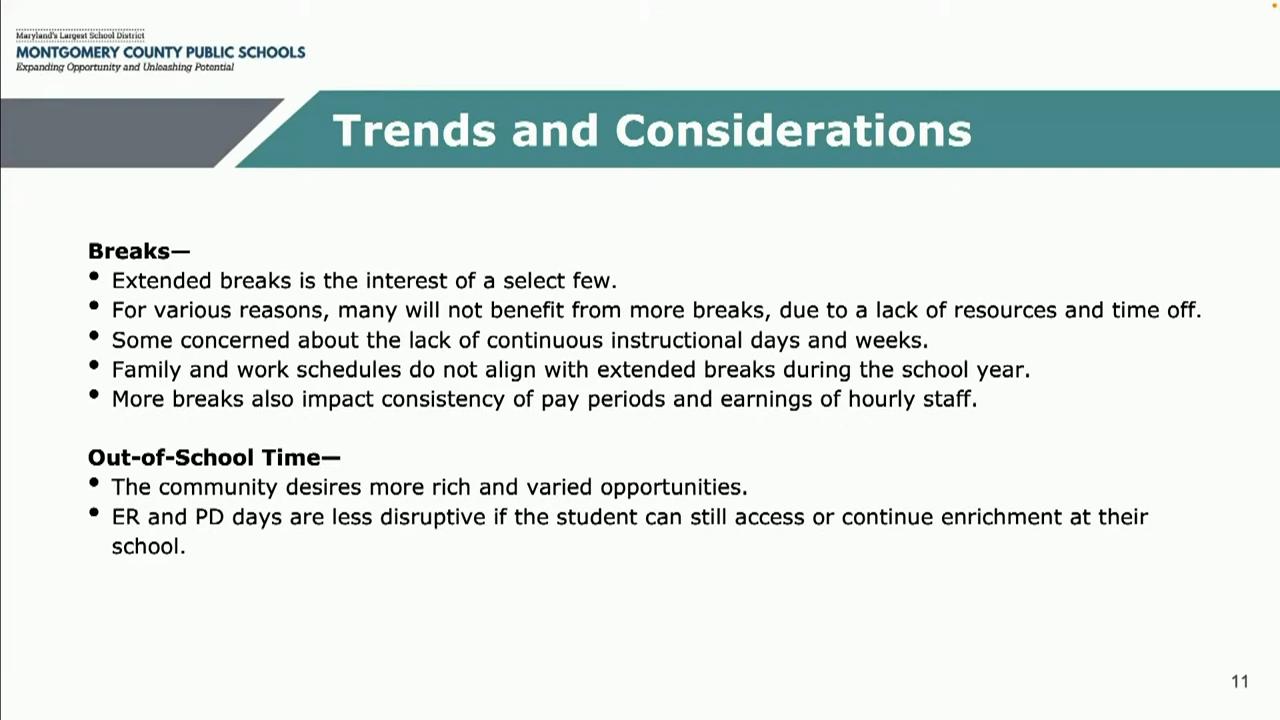 Maryland's Largest School District
MONTGOMERY COUNTY PUBLIC SCHOOLS
Expanding Opportunity and Unleashing Potential
Trends and Considerations
Breaks—
• Extended breaks is the interest of a select few.
• For various reasons, many will not benefit from more breaks, due to a lack of resources and time off.
• Some concerned about the lack of continuous instructional days and weeks.
• Family and work schedules do not align with extended breaks during the school year.
• More breaks also impact consistency of pay periods and earnings of hourly staff.
Out-of-School Time—
• The community desires more rich and varied opportunities.
• ER and PD days are less disruptive if the student can still access or continue enrichment at their
school.
11